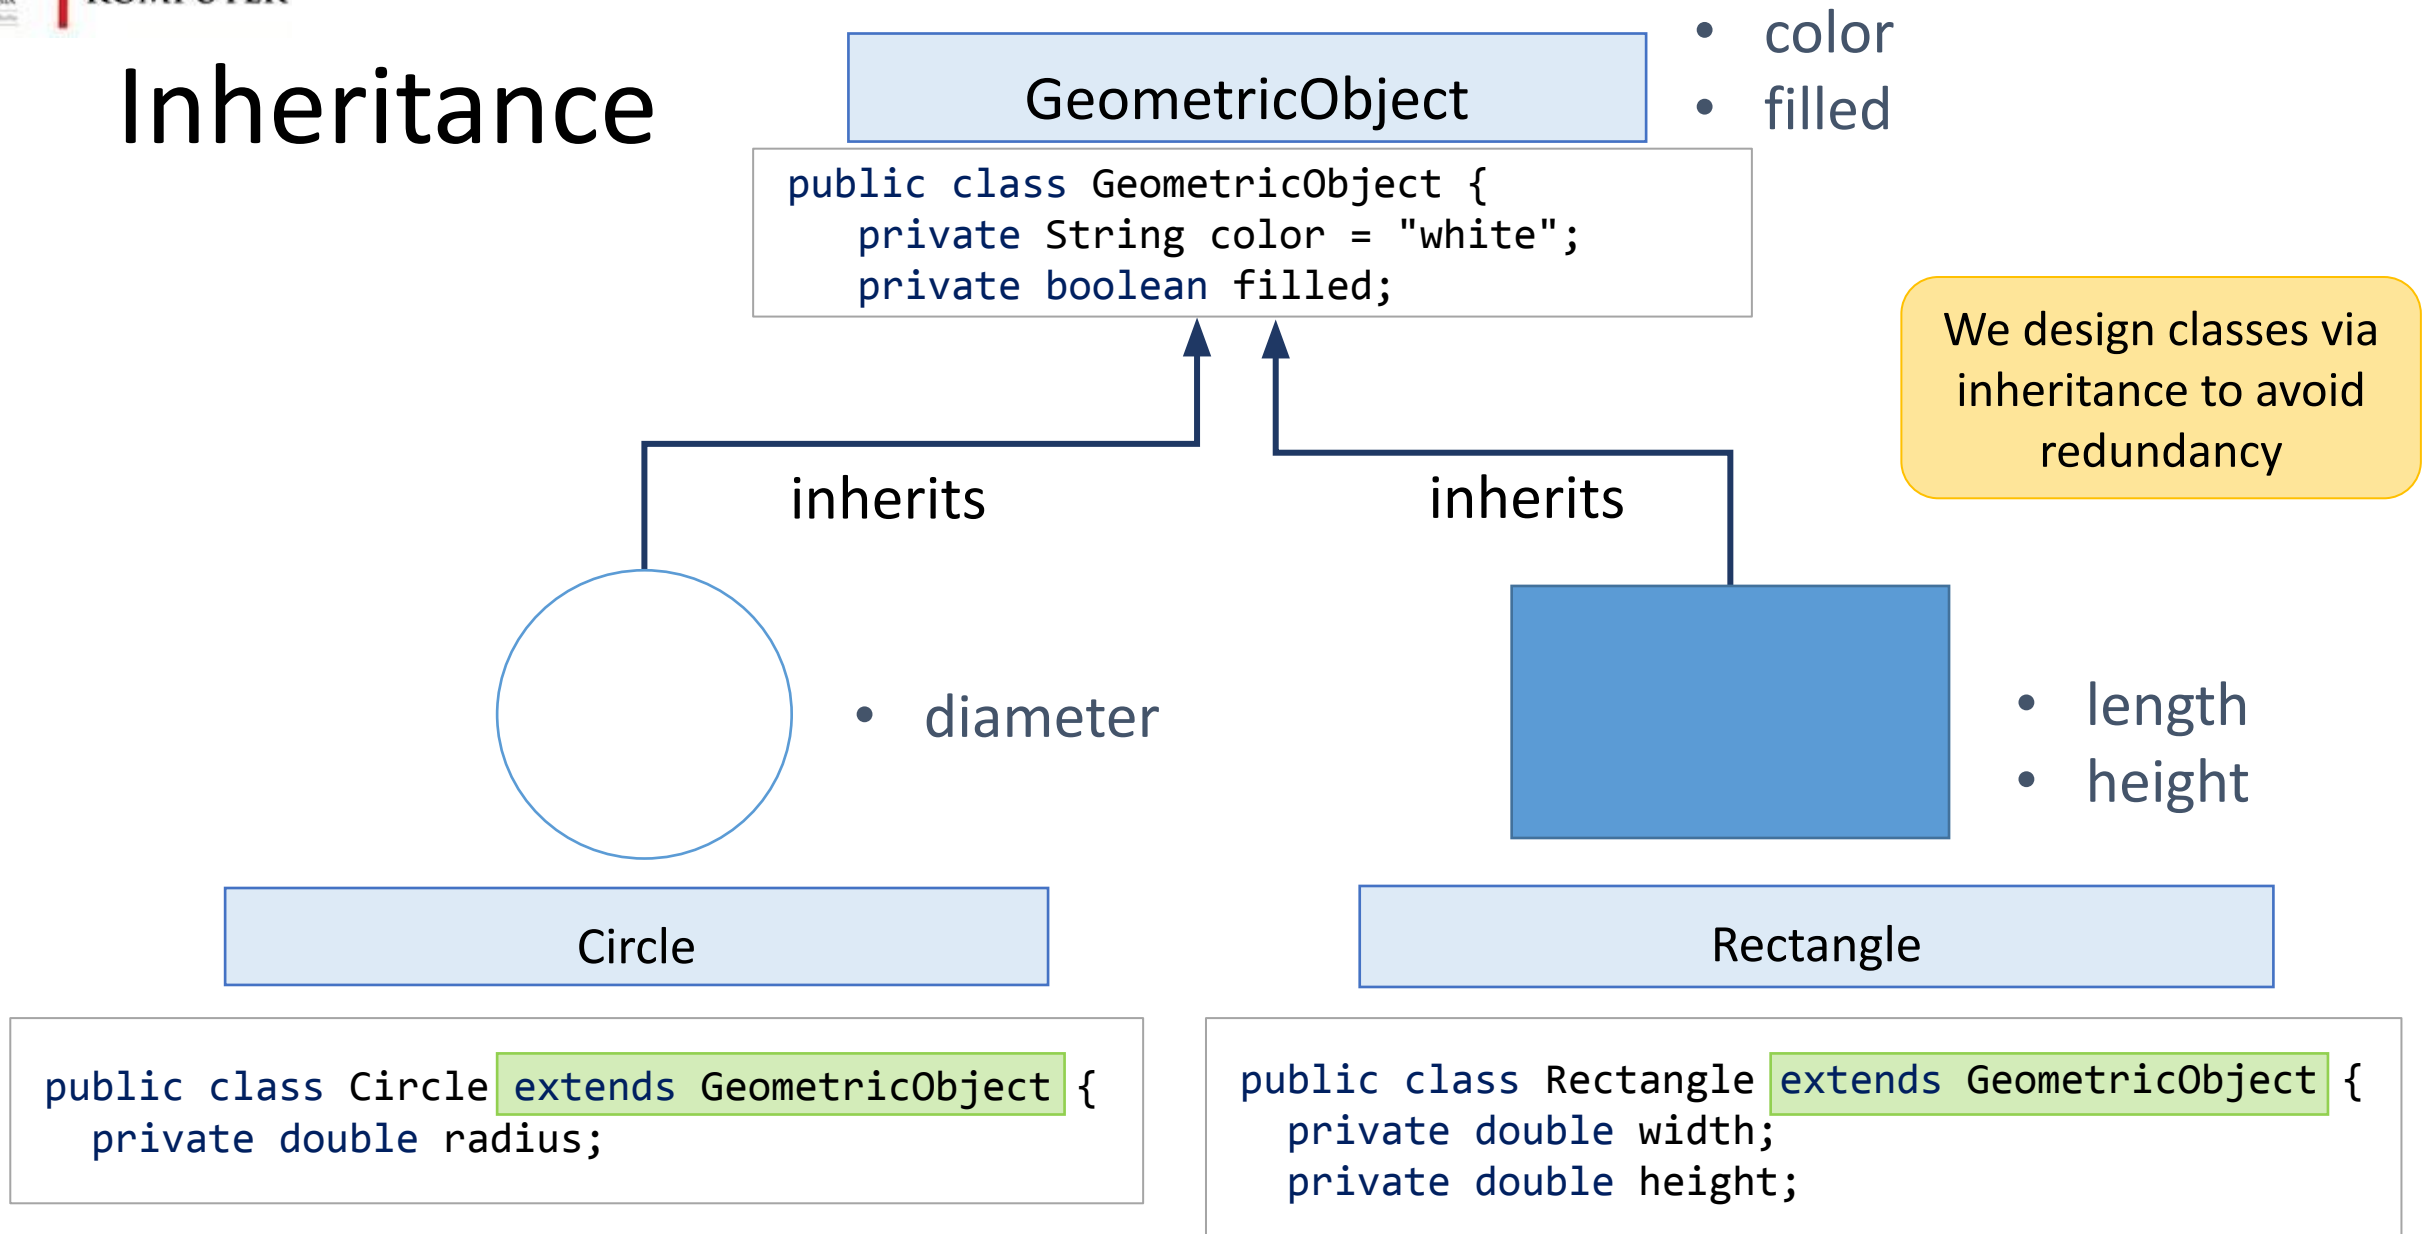 Inheritance
GeometricObject
• color
• filled
public class GeometricObject {
private String color = "white";
private boolean filled;
We design classes via
inheritance to avoid
redundancy
inherits
inherits
• diameter
• length
• height
Circle
Rectangle
public class Circle extends GeometricObject {
private double radius;
public class Rectangle extends GeometricObject {
private double width;
private double height;